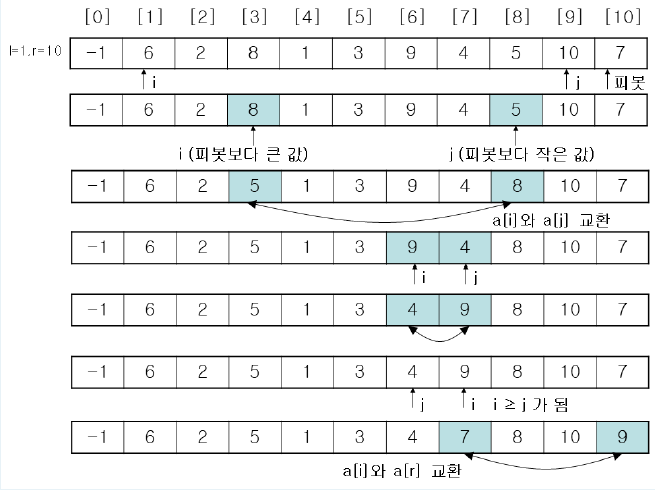 [0] [1] [2] [3] [4] [5] [6] [7] [8] [9] [10]
l=1,r=10 -1 6 2 8 1 3 9 4 5 10 7
i j 피봇
-1 6 2 8 1 3 9 4 5 10 7
i (피봇보다 큰 값) j (피봇보다 작은 값)
-1 6 2 5 1 3 9 4 8 10 7
a[i]와 a[j] 교환
-1 6 2 5 1 3 9 4 8 10 7
i j
-1 6 2 5 1 3 4 9 8 10 7
-1 6 2 5 1 3 4 9 8 10 7
j i i ≥ j 가 됨
-1 6 2 5 1 3 4 7 8 10 9
a[i]와 a[r] 교환